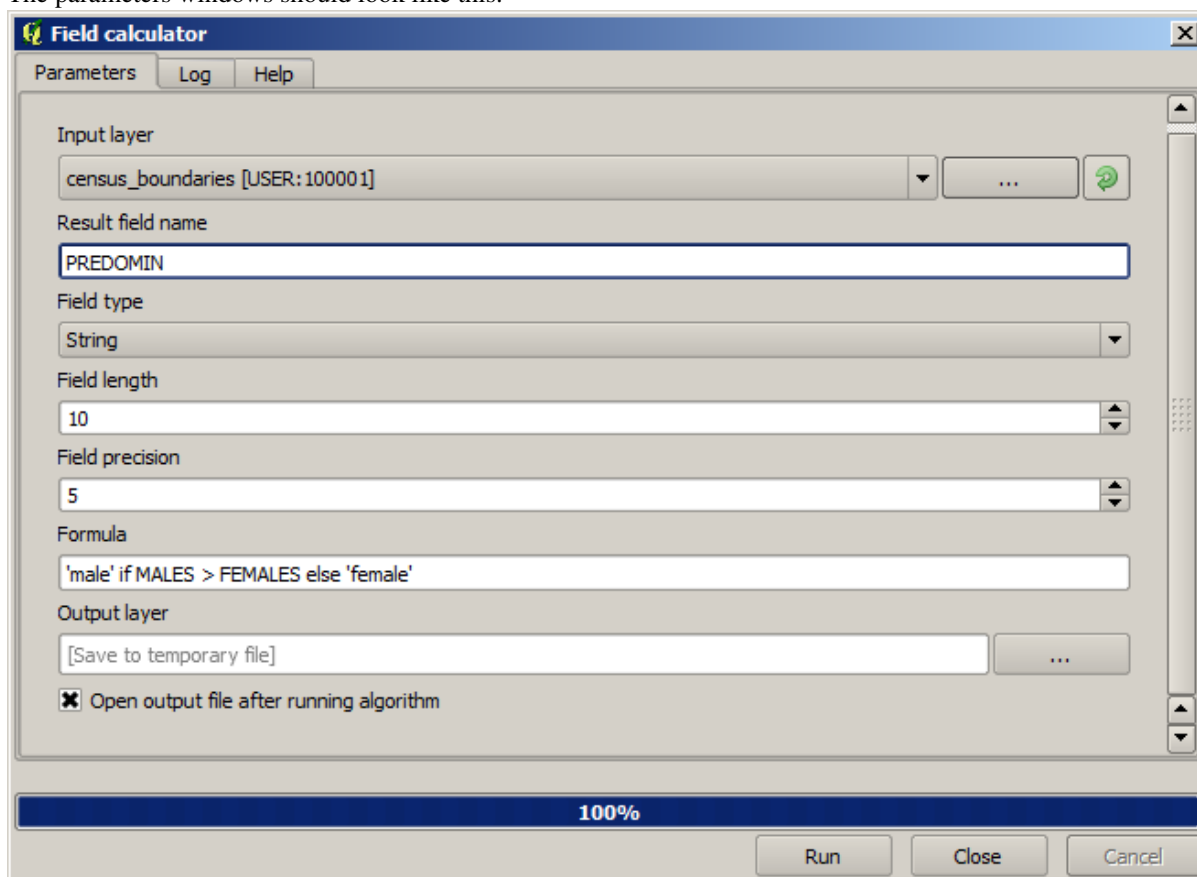 The parameters windows should look like this:
Field calculator
Parameters Log Help
Input layer
census_boundaries [USER:100001]
...
Result field name
PREDOMIN
Field type
String
Field length
10
Field precision
5
Formula
'male' if MALES > FEMALES else 'female'
Output layer
[Save to temporary file]
...
Open output file after running algorithm
100%
Run Close Cancel